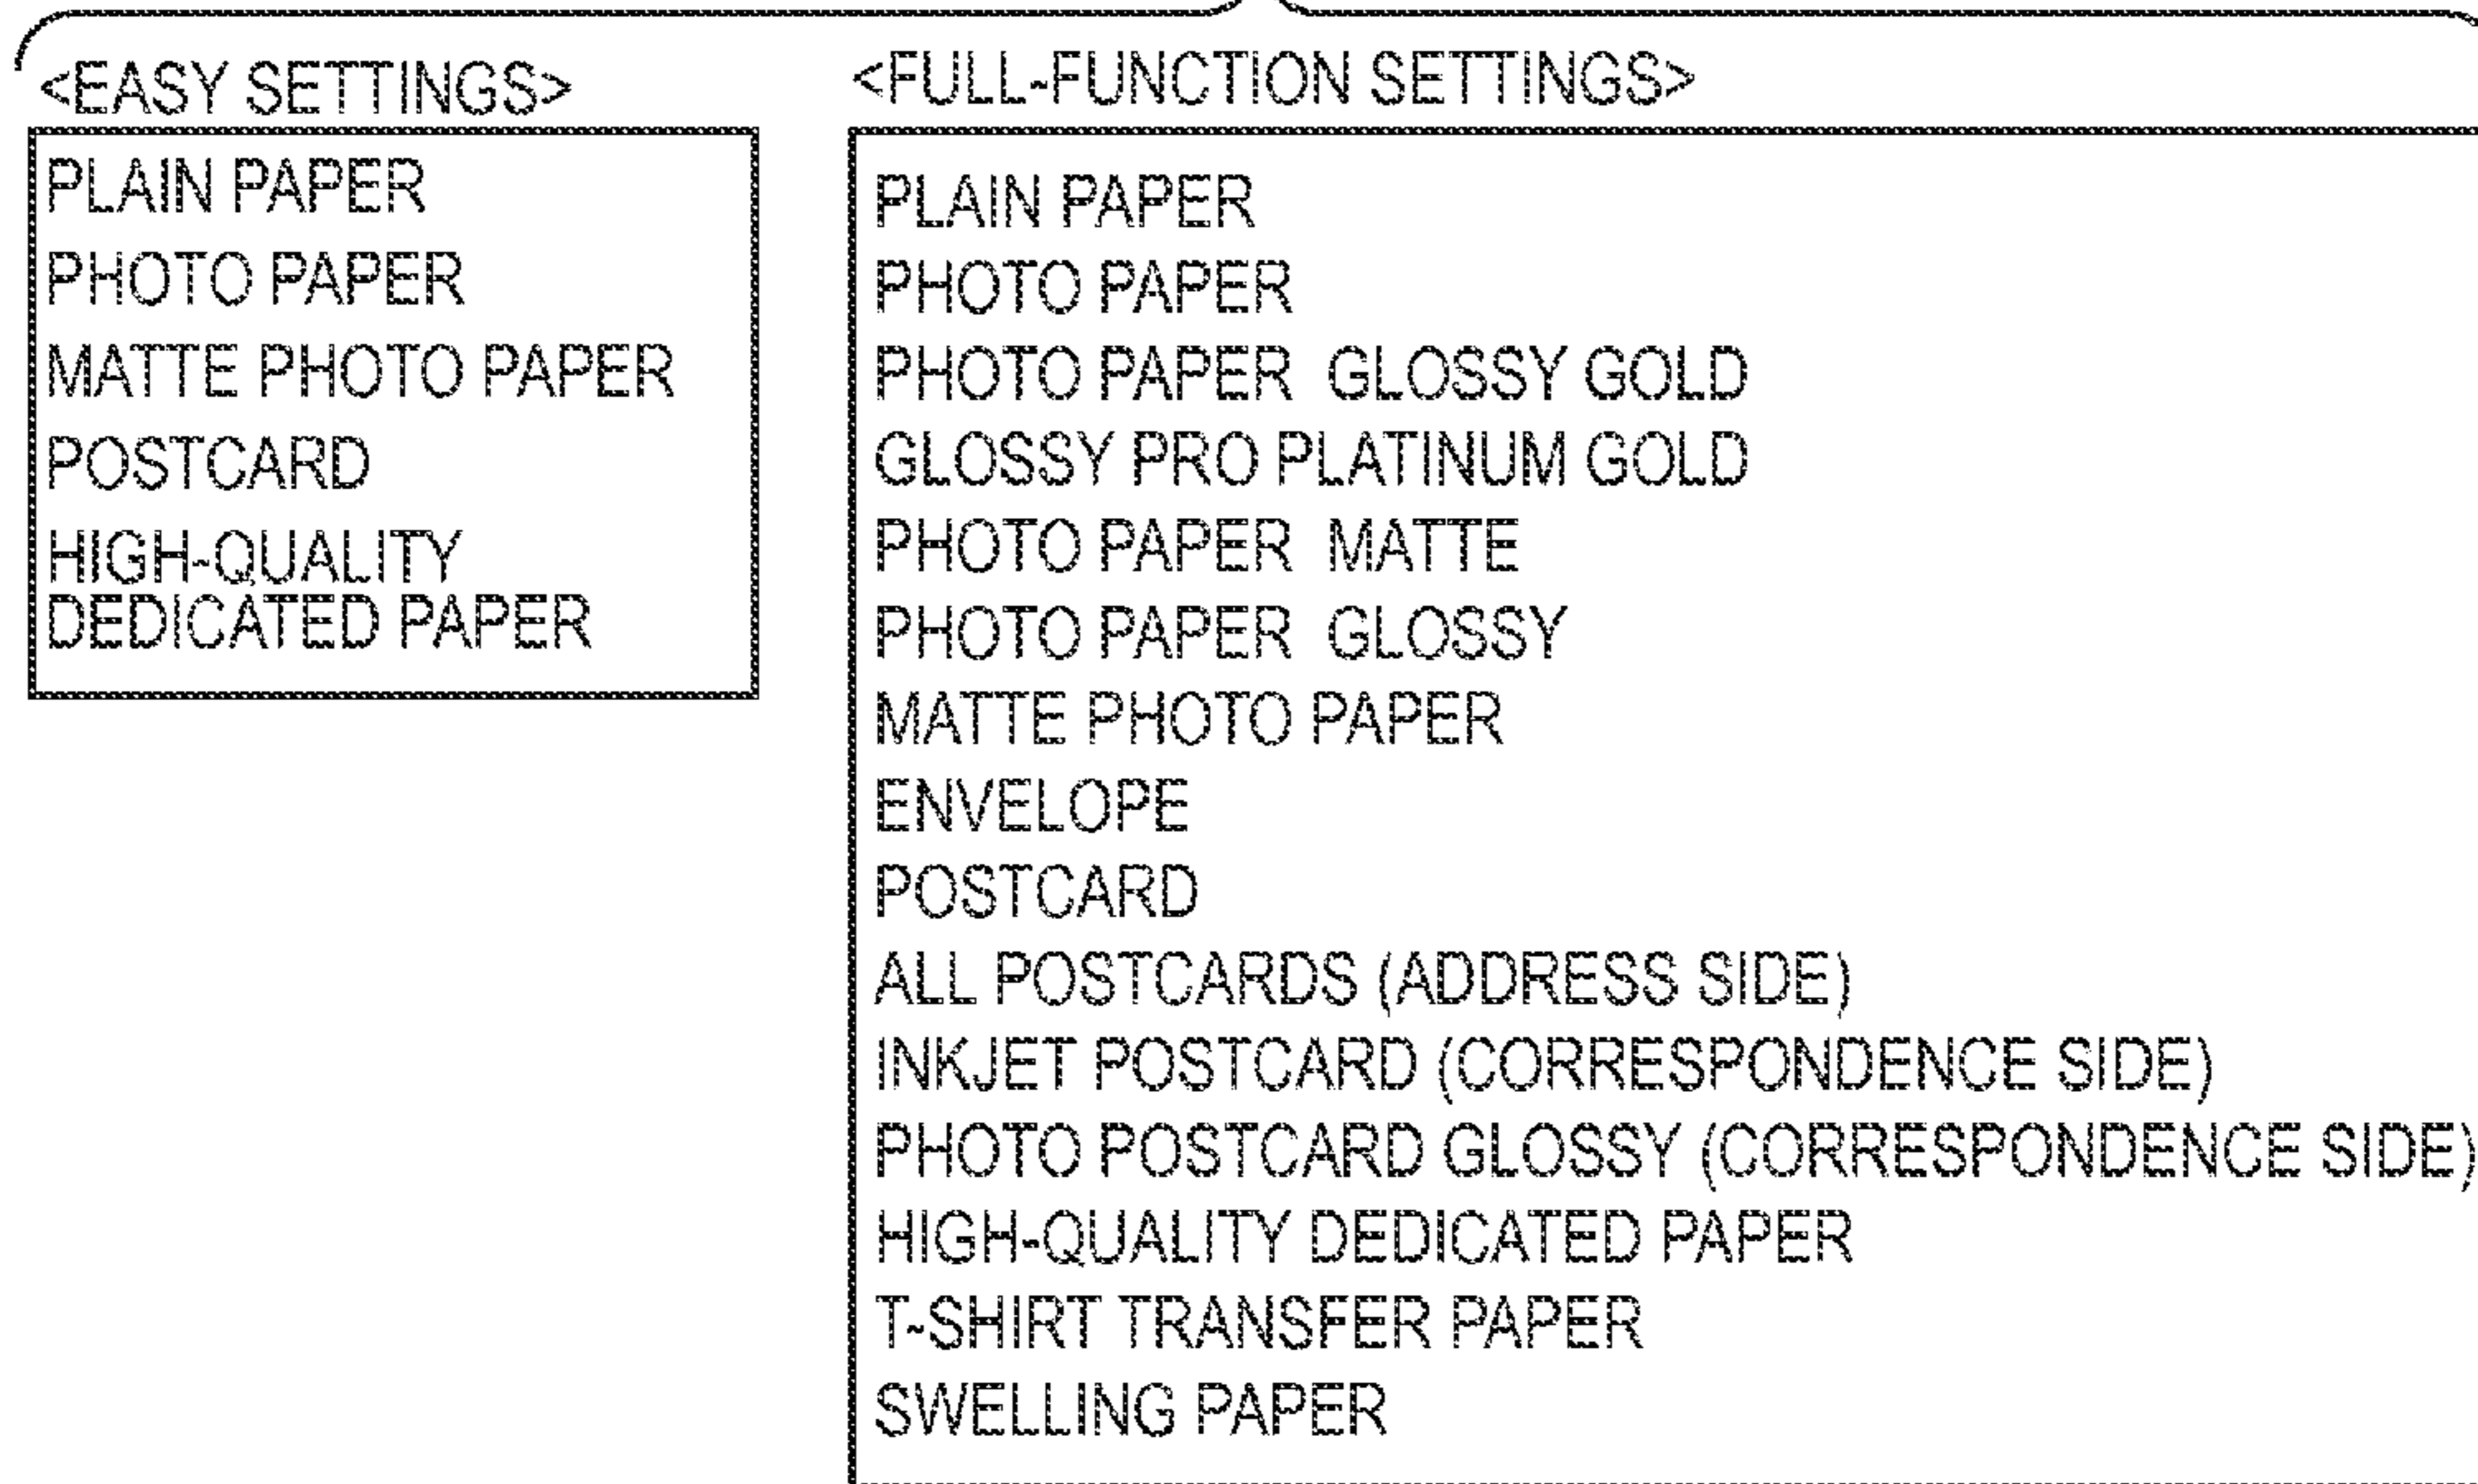 <EASY SETTINGS>
PLAIN PAPER
PHOTO PAPER
MATTE PHOTO PAPER
POSTCARD
HIGH-QUALITY
DEDICATED PAPER
<FULL-FUNCTION SETTINGS>
PLAIN PAPER
PHOTO PAPER
PHOTO PAPER  GLOSSY GOLD
GLOSSY PRO PLATINUM GOLD
PHOTO PAPER  MATTE
PHOTO PAPER  GLOSSY
MATTE PHOTO PAPER
ENVELOPE
POSTCARD
ALL POSTCARDS (ADDRESS SIDE)
INKJET POSTCARD (CORRESPONDENCE SIDE)
PHOTO POSTCARD GLOSSY (CORRESPONDENCE SIDE)
HIGH-QUALITY DEDICATED PAPER
T-SHIRT TRANSFER PAPER
SWELLING PAPER